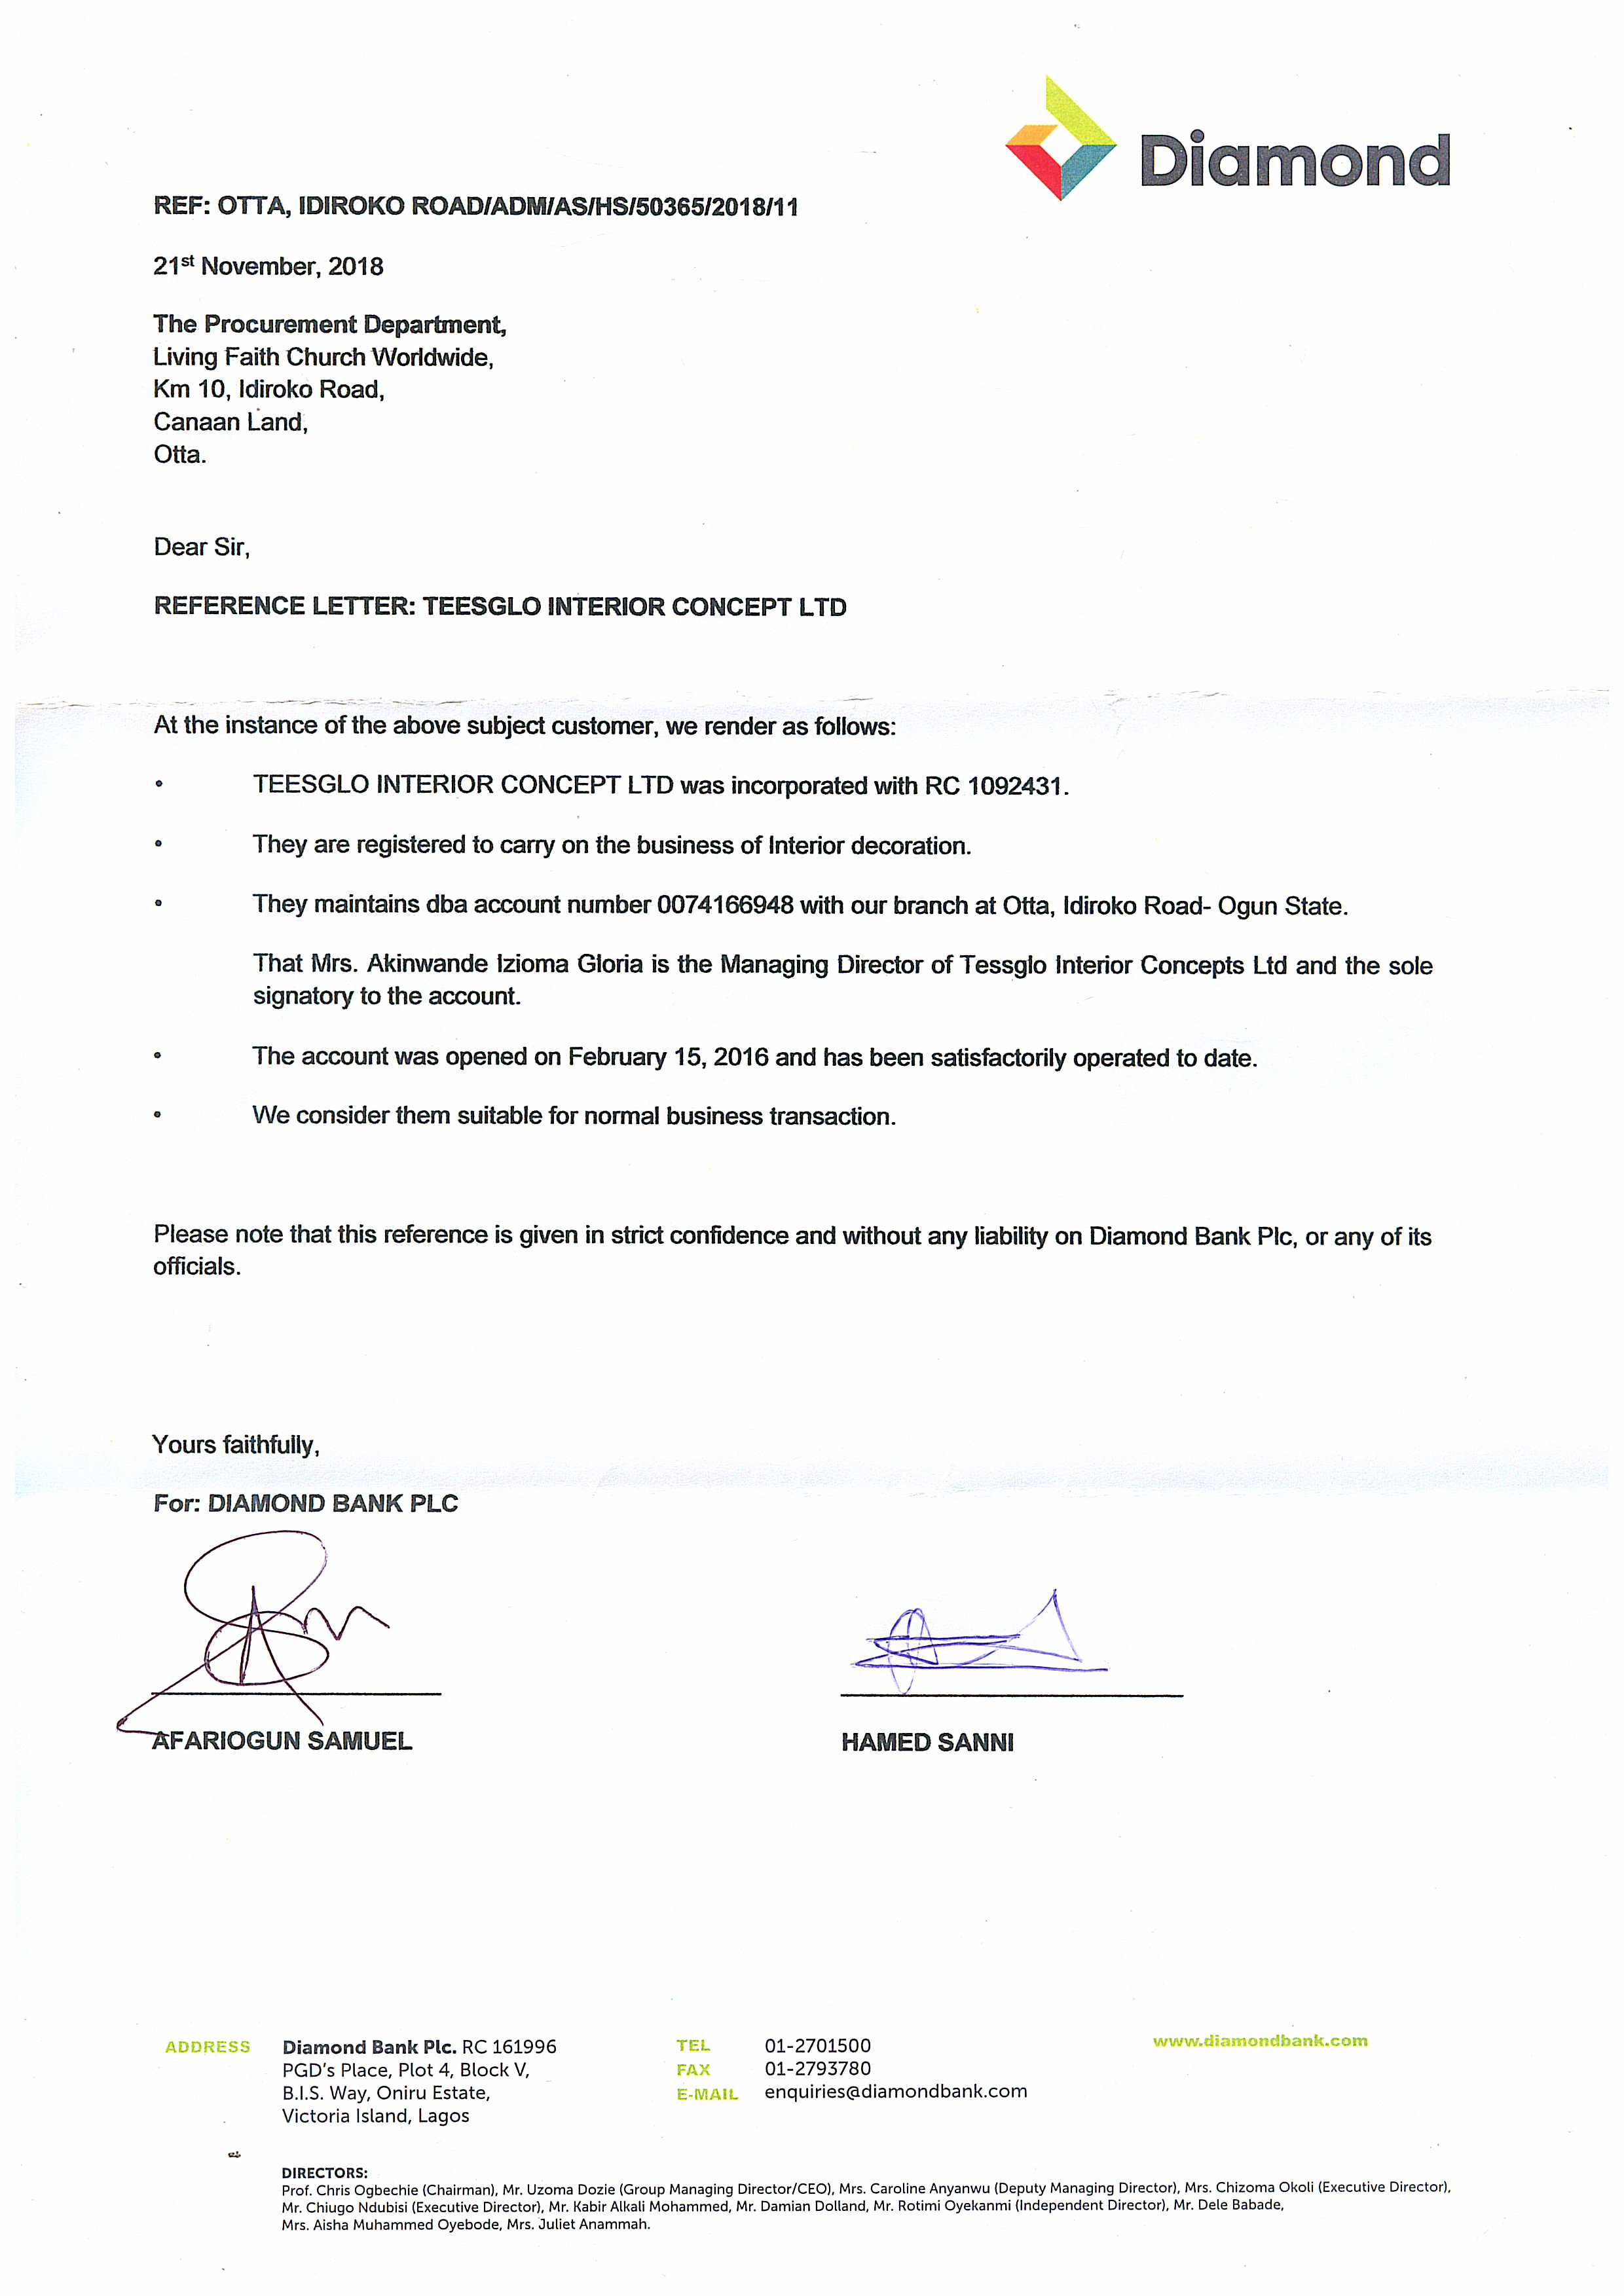 Diamond
REF: OTTA, IDIROKO ROAD/ADM/AS/HS/50365/2018/11
21st November, 2018
The Procurement Department,
Living Faith Church Worldwide,
Km 10, Idiroko Road,
Canaan Land,
Otta.
Dear Sir,
REFERENCE LETTER: TEESGLO INTERIOR CONCEPT LTD
At the instance of the above subject customer, we render as follows:
• TEESGLO INTERIOR CONCEPT LTD was incorporated with RC 1092431.
• They are registered to carry on the business of Interior decoration.
• They maintains dba account number 0074166948 with our branch at Otta, Idiroko Road- Ogun State.
That Mrs. Akinwande Izioma Gloria is the Managing Director of Tessglo Interior Concepts Ltd and the sole
signatory to the account.
• The account was opened on February 15, 2016 and has been satisfactorily operated to date.
• We consider them suitable for normal business transaction.
Please note that this reference is given in strict confidence and without any liability on Diamond Bank Plc, or any of its
officials.
Yours faithfully,
For: DIAMOND BANK PLC
AFARIOGUN SAMUEL
HAMED SANNI
ADDRESS Diamond Bank Plc. RC 161996
PGD's Place, Plot 4, Block V,
B.I.S. Way, Oniru Estate,
Victoria Island, Lagos
TEL 01-2701500
FAX 01-2793780
E-MAIL enquiries@diamondbank.com
www.diamondbank.com
DIRECTORS:
Prof. Chris Ogbechie (Chairman), Mr. Uzoma Dozie (Group Managing Director/CEO), Mrs. Caroline Anyanwu (Deputy Managing Director), Mrs. Chizoma Okoli (Executive Director),
Mr. Chiugo Ndubisi (Executive Director), Mr. Kabir Alkali Mohammed, Mr. Damian Dolland, Mr. Rotimi Oyekanmi (Independent Director), Mr. Dele Babade,
Mrs. Aisha Muhammed Oyebode, Mrs. Juliet Anammah.